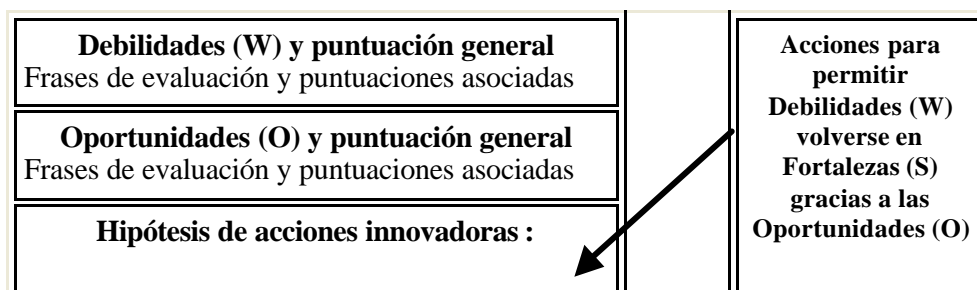 Debilidades (W) y puntuación general
Frases de evaluación y puntuaciones asociadas
Oportunidades (O) y puntuación general
Frases de evaluación y puntuaciones asociadas
Hipótesis de acciones innovadoras :
Acciones para
permitir
Debilidades (W)
volverse en
Fortalezas (S)
gracias a las
Oportunidades (O)